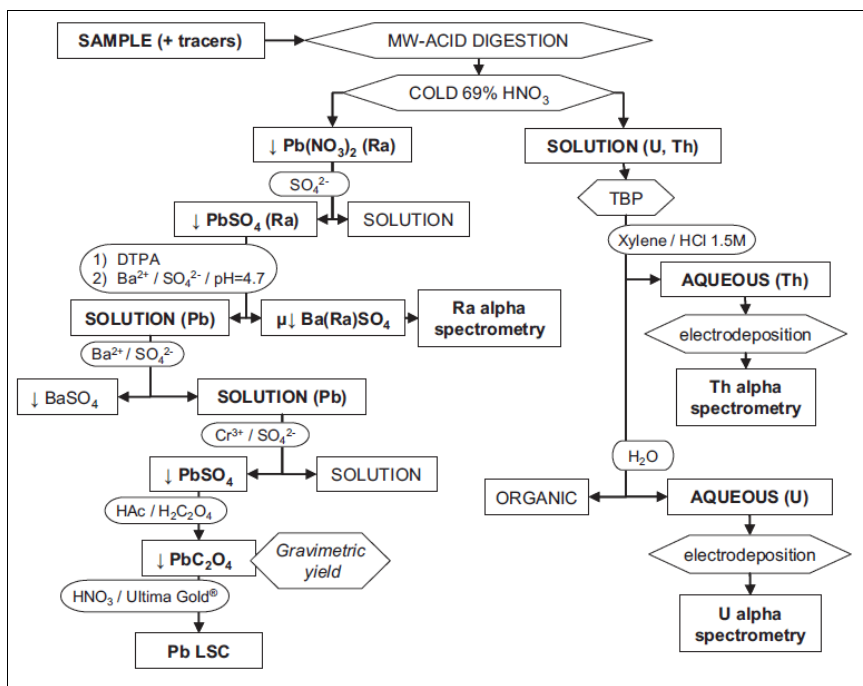 SAMPLE (+ tracers)
MW-ACID DIGESTION
COLD 69% HNO₃
↓ Pb(NO₃)₂ (Ra)
SOLUTION (U, Th)
SO₄²⁻
TBP
↓ PbSO₄ (Ra)
SOLUTION
Xylene / HCl 1.5M
1) DTPA
2) Ba²⁺ / SO₄²⁻ / pH=4.7
AQUEOUS (Th)
SOLUTION (Pb)
µ↓ Ba(Ra)SO₄
Ra alpha
spectrometry
electrodeposition
Ba²⁺ / SO₄²⁻
Th alpha
spectrometry
↓ BaSO₄
SOLUTION (Pb)
Cr³⁺ / SO₄²⁻
H₂O
↓ PbSO₄
SOLUTION
ORGANIC
AQUEOUS (U)
HAc / H₂C₂O₄
↓ PbC₂O₄
Gravimetric
yield
electrodeposition
HNO₃ / Ultima Gold®
U alpha
spectrometry
Pb LSC